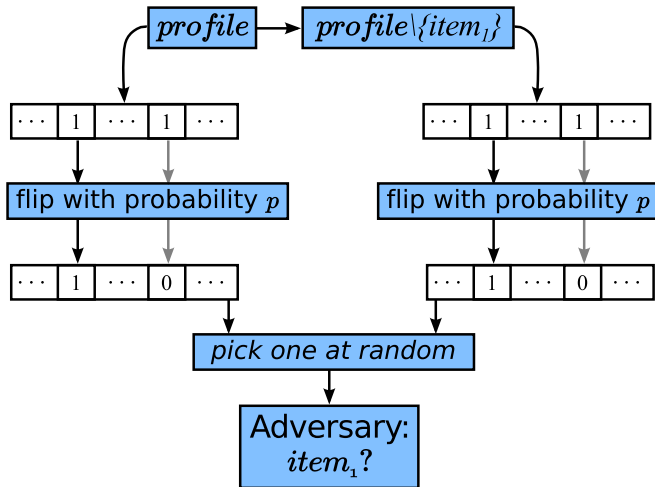 profile
profile\{item₁}
··· 1 ··· 1 ···
··· 1 ··· 1 ···
flip with probability p
flip with probability p
··· 1 ··· 0 ···
··· 1 ··· 0 ···
pick one at random
Adversary:
item₁?